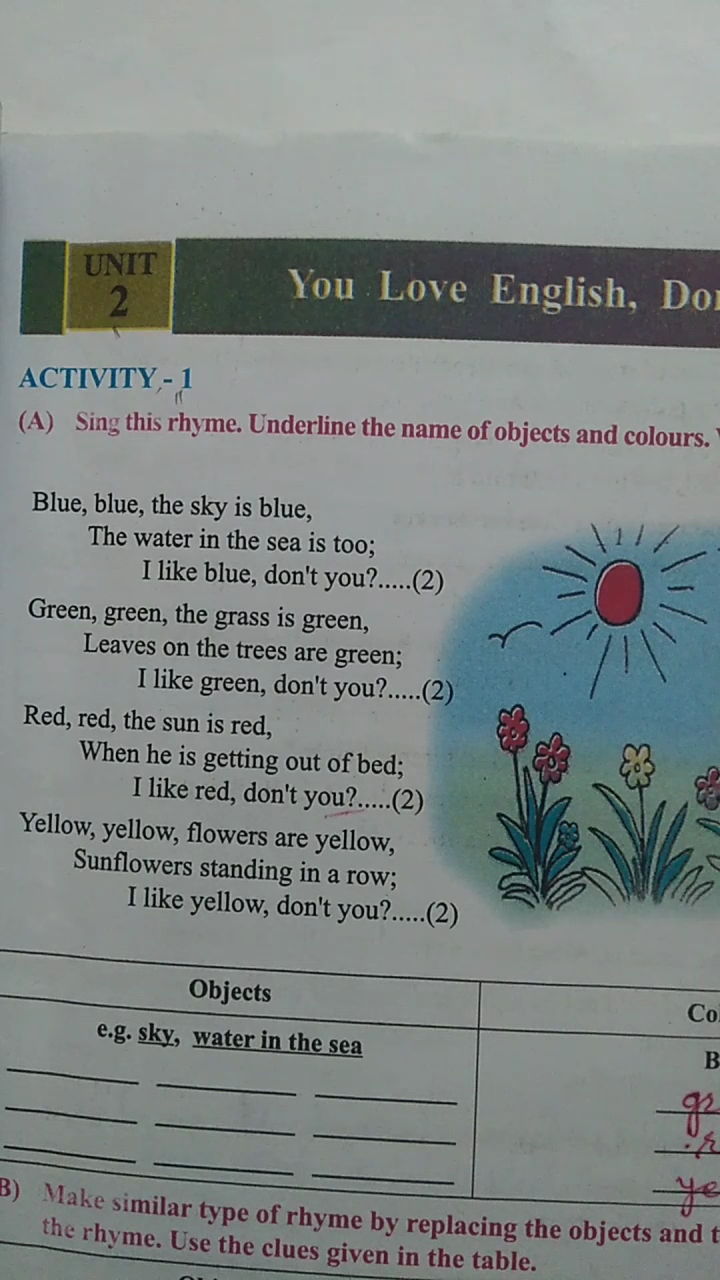 UNIT
2
You Love English,
ACTIVITY - 1
(A) Sing this rhyme. Underline the name of objects and colours.
Blue, blue, the sky is blue,
The water in the sea is too;
I like blue, don't you?.....(2)
Green, green, the grass is green,
Leaves on the trees are green;
I like green, don't you?.....(2)
Red, red, the sun is red,
When he is getting out of bed;
I like red, don't you?.....(2)
Yellow, yellow, flowers are yellow,
Sunflowers standing in a row;
I like yellow, don't you?.....(2)
Objects
e.g. sky, water in the sea
B) Make similar type of rhyme by replacing the objects and
the rhyme. Use the clues given in the table.